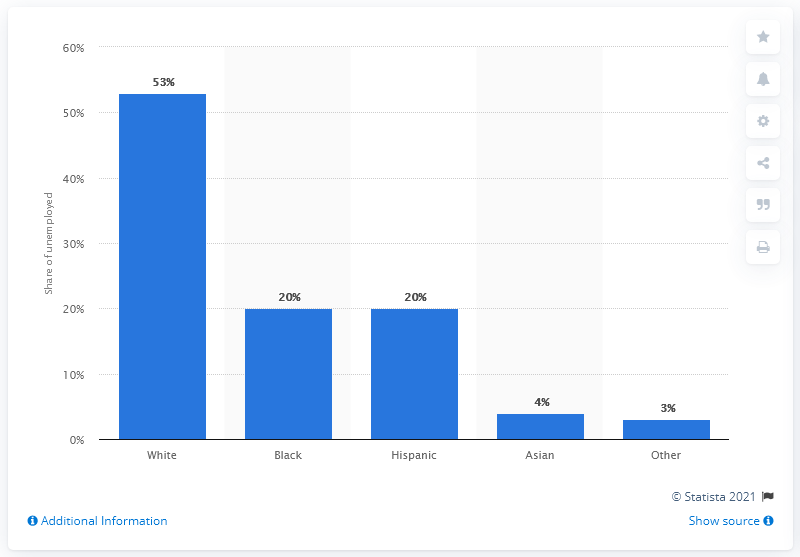 60%
50%
40%
30%
20%
10%
0%
Share of unemployed
53%
20%
20%
4%
3%
White
Black
Hispanic
Asian
Other
© Statista 2021
Additional Information
Show source